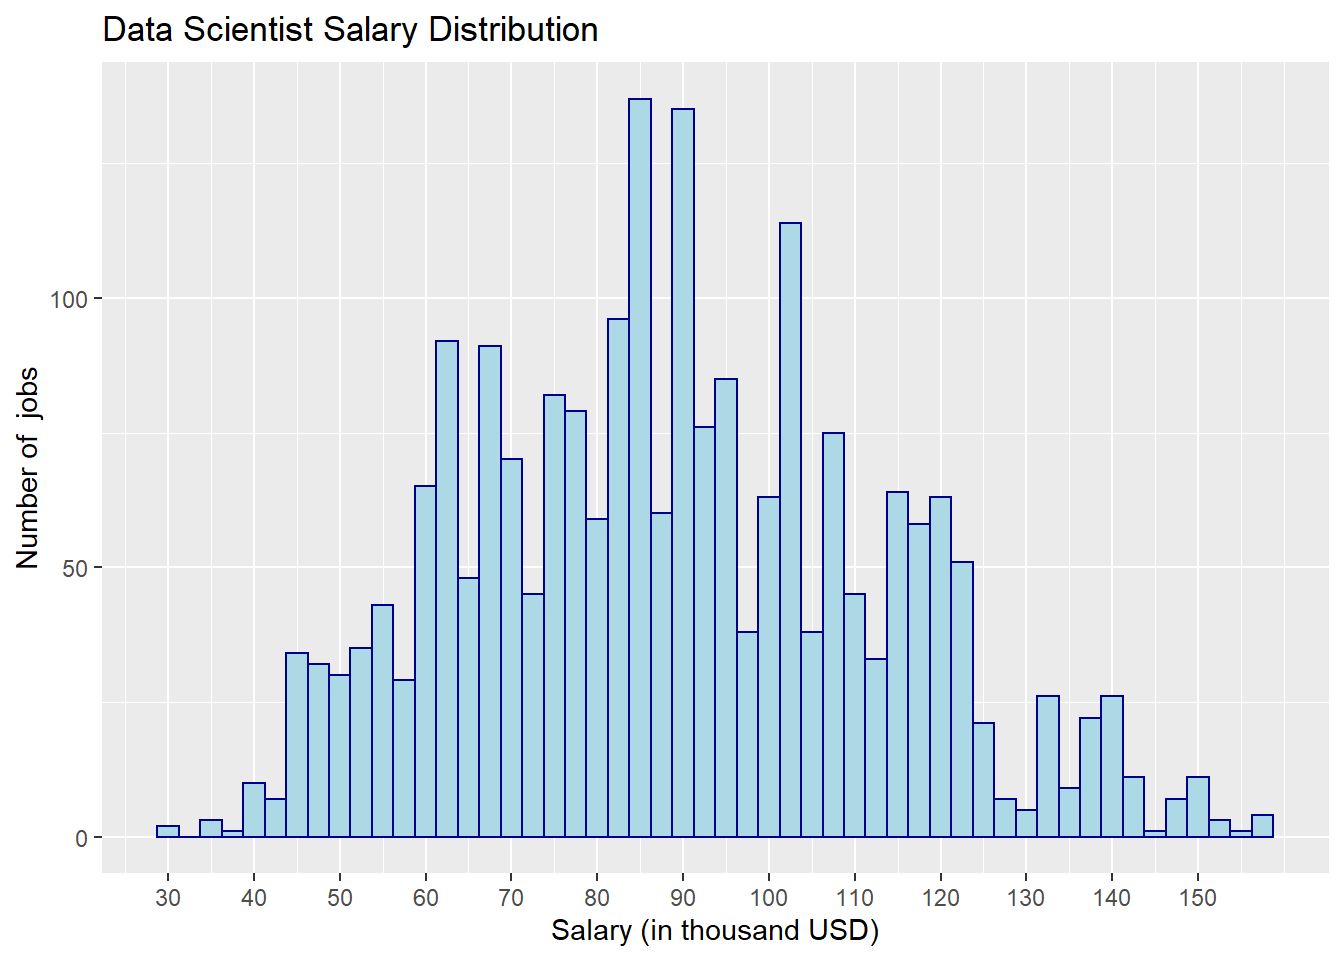 Data Scientist Salary Distribution
100
50
0
Number of  jobs
30 40 50 60 70 80 90 100 110 120 130 140 150
Salary (in thousand USD)